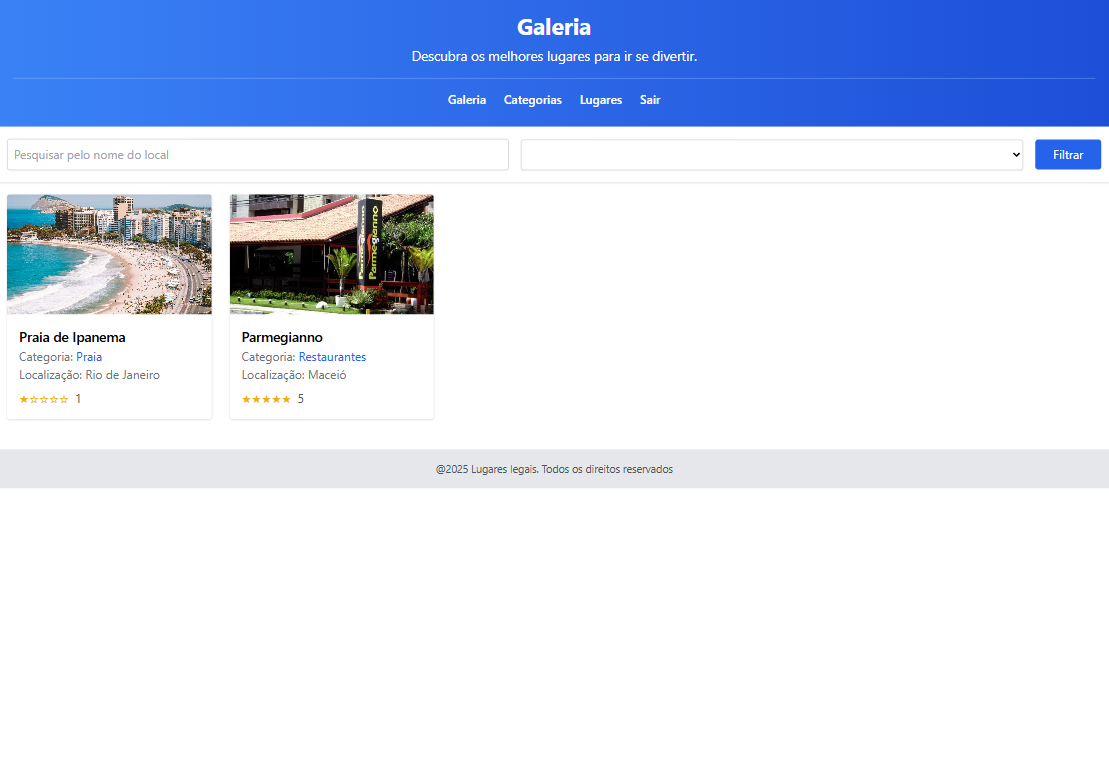 Galeria
Descubra os melhores lugares para ir se divertir.
Galeria Categorias Lugares Sair
Pesquisar pelo nome do local
Filtrar
Parmegianno
Parmegianno
Praia de Ipanema
Categoria: Praia
Localização: Rio de Janeiro
★☆☆☆☆ 1
Parmegianno
Categoria: Restaurantes
Localização: Maceió
★★★★★ 5
@2025 Lugares legais. Todos os direitos reservados